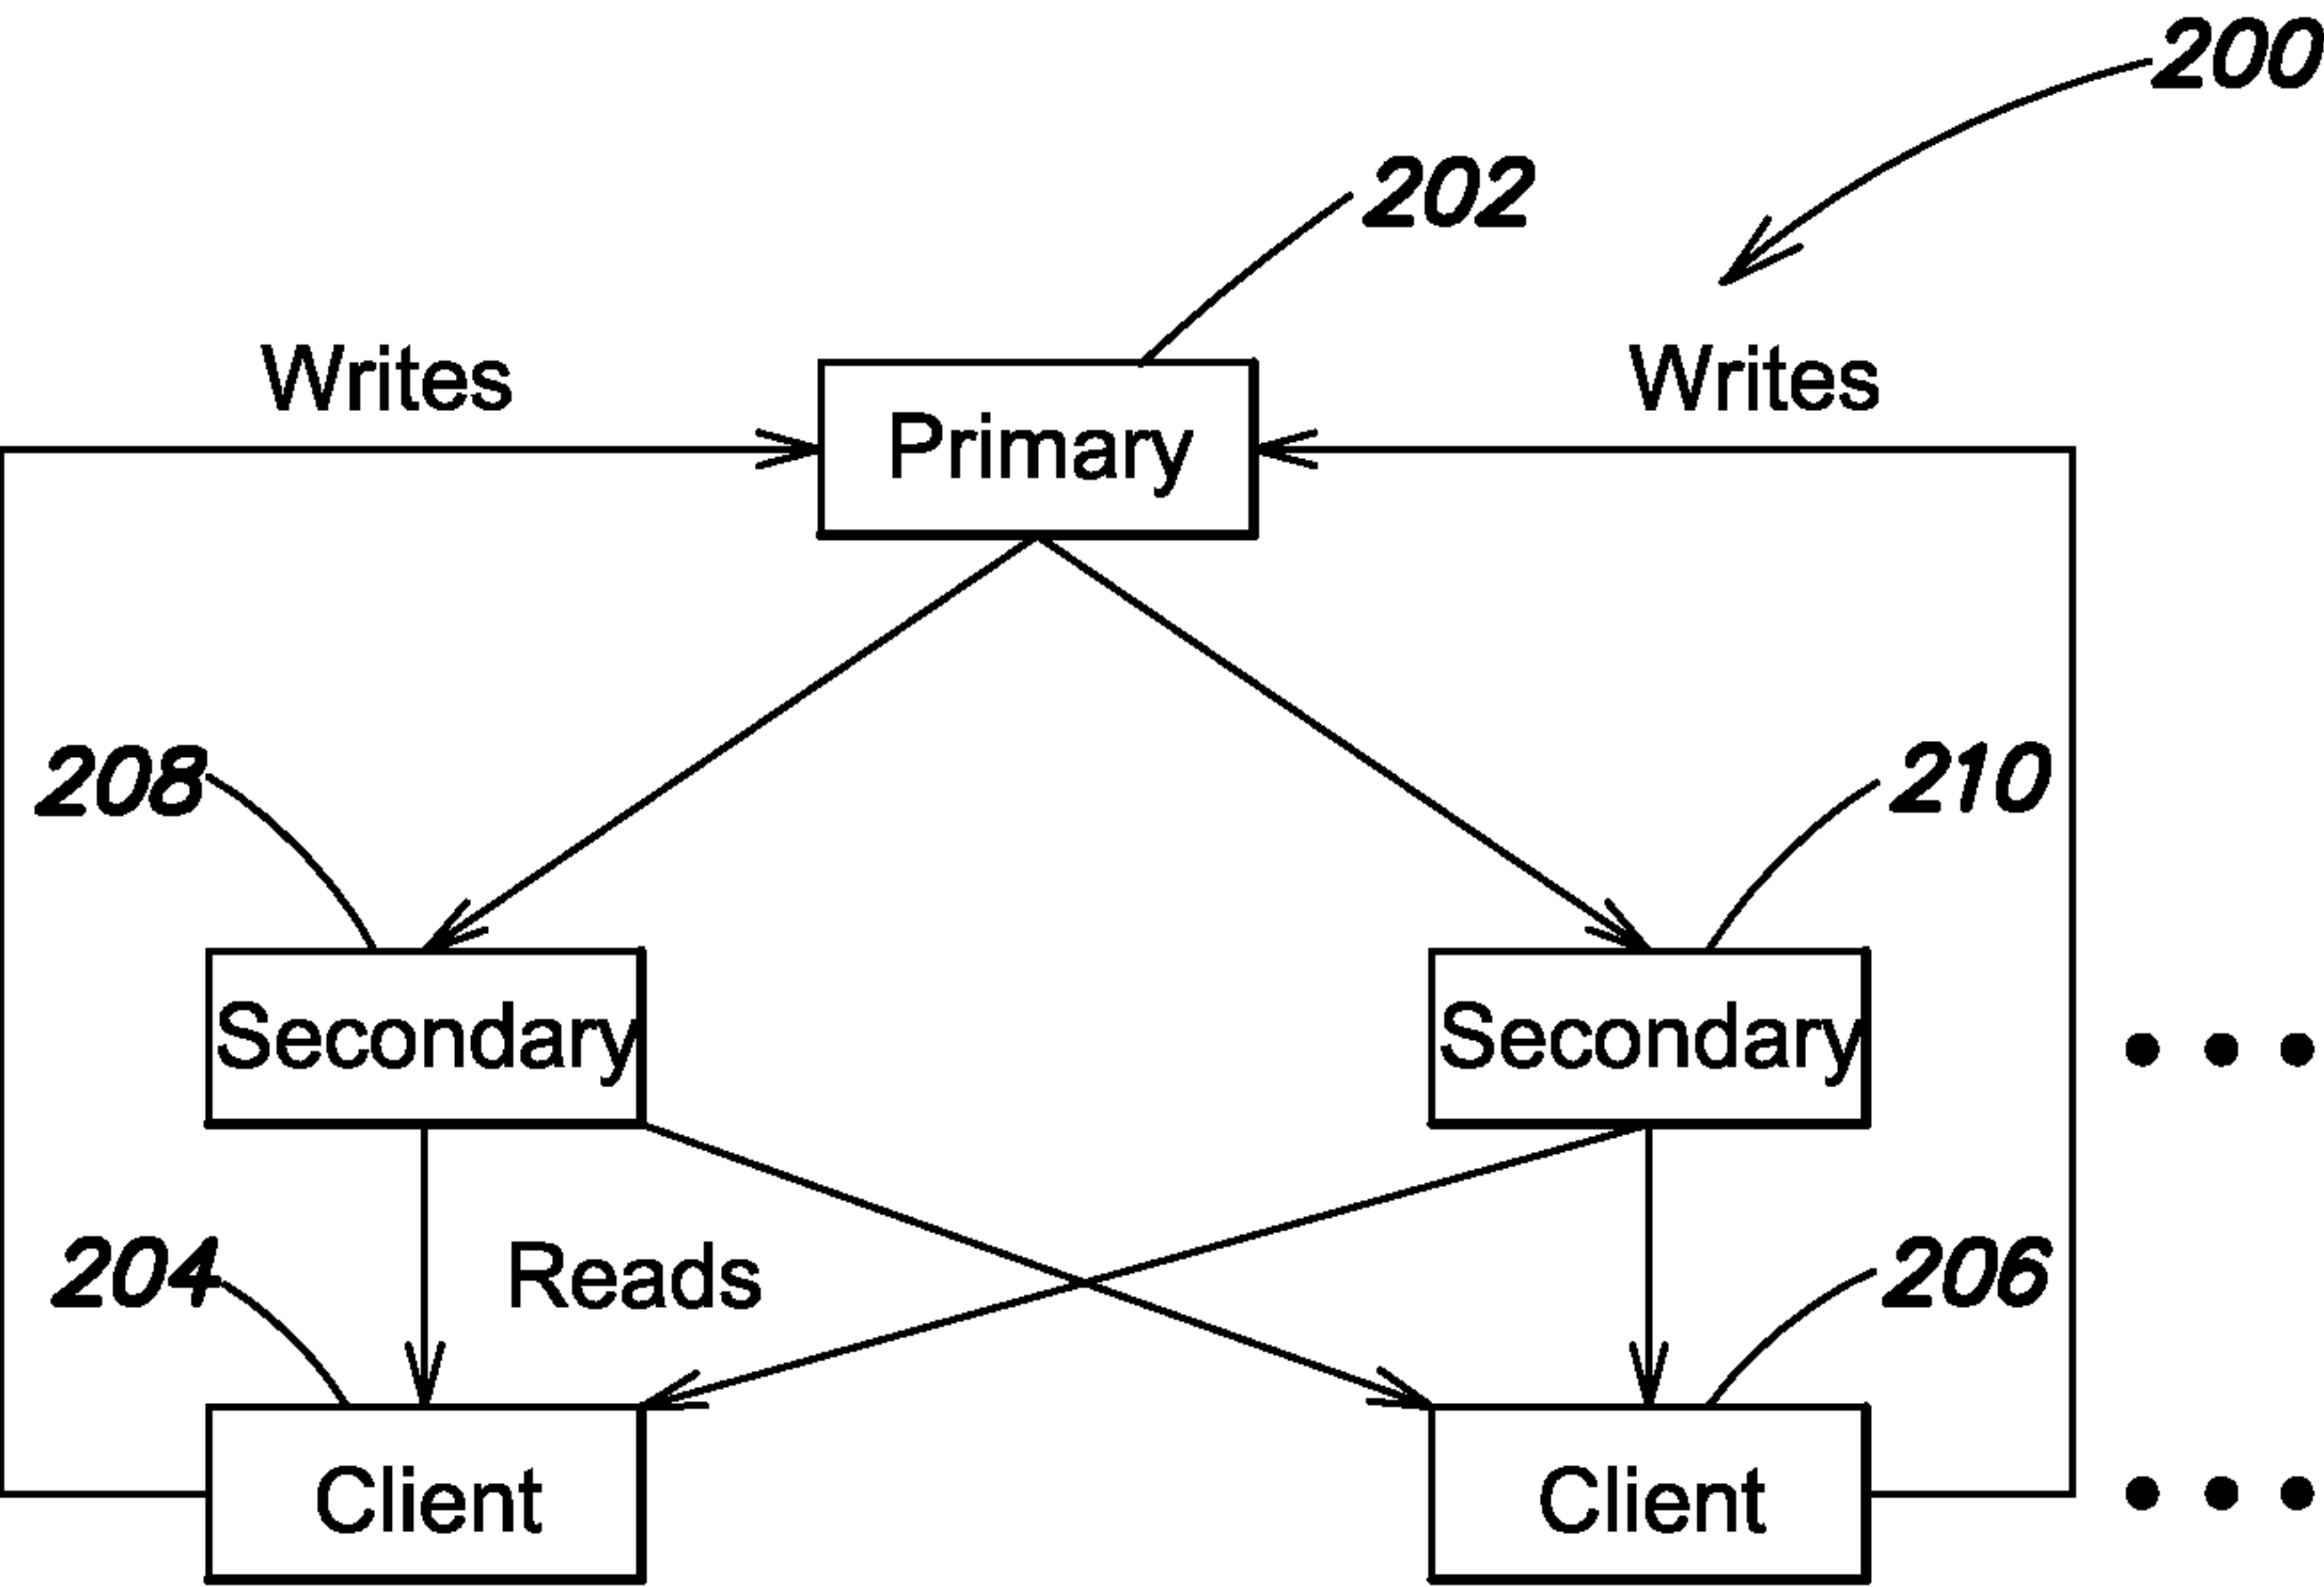 200
202
Writes
Writes
Primary
208
210
Secondary
Secondary
204
Reads
206
Client
Client